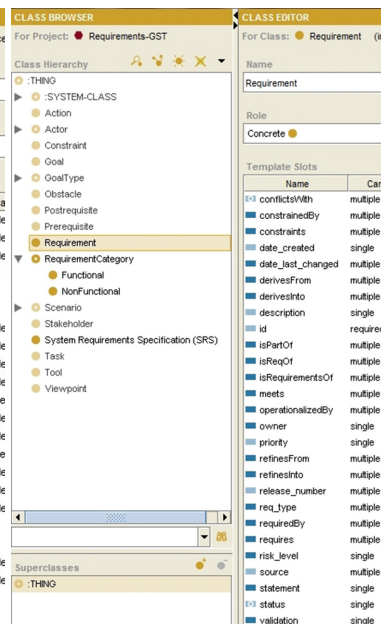 CLASS BROWSER
For Project: Requirements-GST
Class Hierarchy
:THING
:SYSTEM-CLASS
Action
Actor
Constraint
Goal
GoalType
Obstacle
Postrequisite
Prerequisite
Requirement
RequirementCategory
Functional
NonFunctional
Scenario
Stakeholder
System Requirements Specification (SRS)
Task
Tool
Viewpoint
Superclasses
:THING
CLASS EDITOR
For Class: Requirement (in
Name
Requirement
Role
Concrete
Template Slots
Name Car
conflictsWith multiple
constrainedBy multiple
constraints multiple
date_created single
date_last_changed multiple
derivesFrom multiple
derivesInto multiple
description single
id required
isPartOf multiple
isReqOf multiple
isRequirementsOf multiple
meets multiple
operationalizedBy multiple
owner single
priority single
refinesFrom multiple
refinesInto multiple
release_number multiple
req_type multiple
requiredBy multiple
requires multiple
risk_level single
source multiple
statement single
status single
validation single